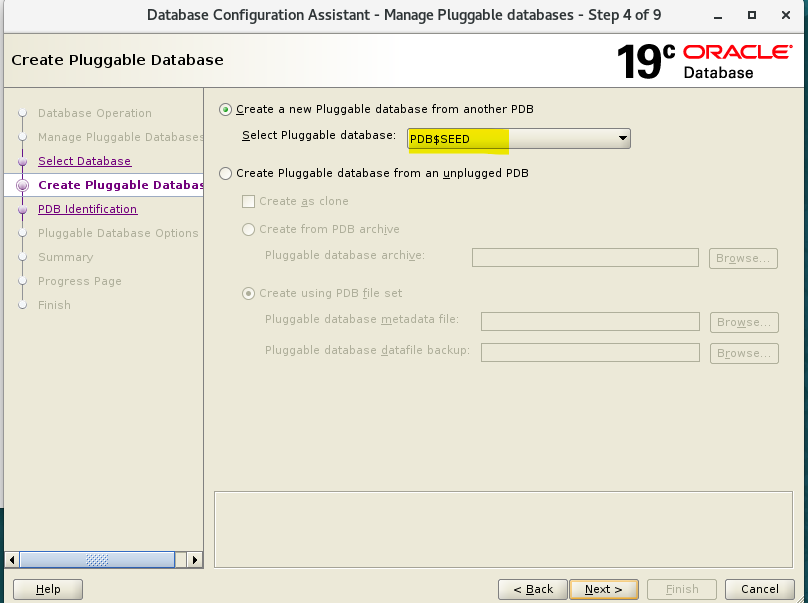 Database Configuration Assistant - Manage Pluggable databases - Step 4 of 9
Create Pluggable Database
19c ORACLE
Database
Database Operation
Manage Pluggable Databases
Select Database
Create Pluggable Databas
PDB Identification
Pluggable Database Options
Summary
Progress Page
Finish
Create a new Pluggable database from another PDB
Select Pluggable database: PDB$SEED
Create Pluggable database from an unplugged PDB
Create as clone
Create from PDB archive
Pluggable database archive: Browse...
Create using PDB file set
Pluggable database metadata file: Browse...
Pluggable database datafile backup: Browse...
Help < Back Next > Finish Cancel